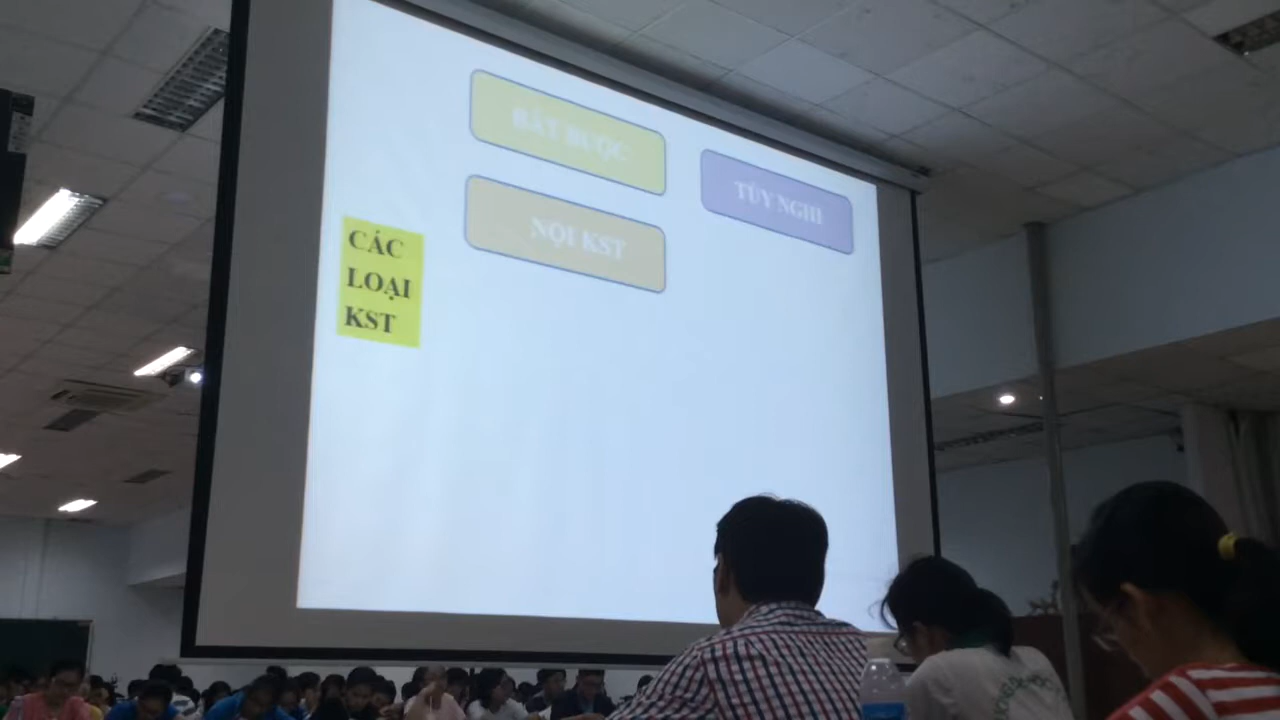 BẮT BUỘC
TÙY NGHI
NỘI KST
CÁC
LOẠI
KST